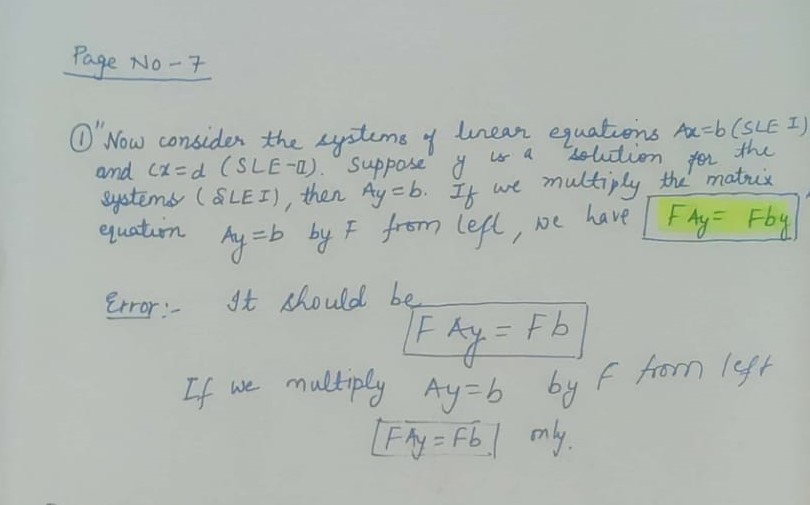 Page No-7
①"Now consider the systems of linear equations Ax=b (SLE I)
and Cx=d (SLE-II). Suppose y is a solution for the
systems (SLE I), then Ay=b. If we multiply the matrix
equation Ay=b by F from left, we have FAy= Fby
Error:- It should be
F Ay = Fb
If we multiply Ay=b by F from left
FAy=Fb only.